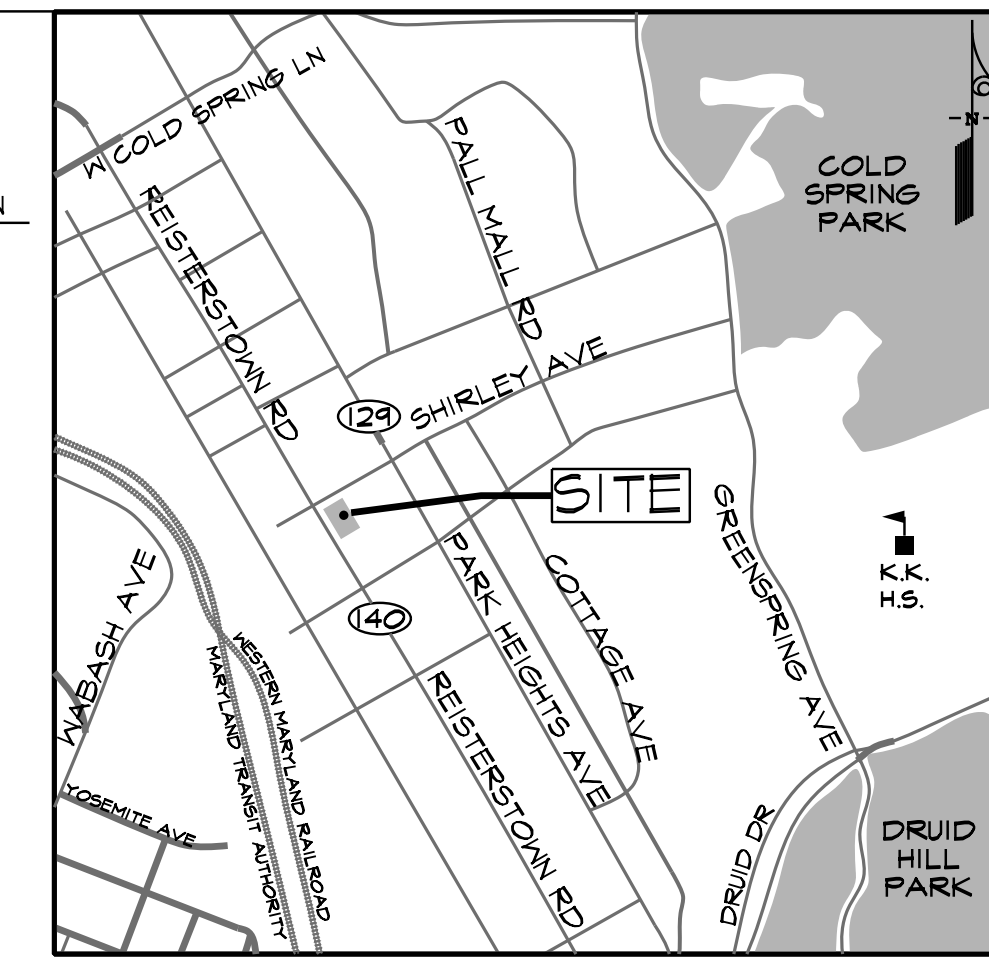 W COLD SPRING LN
N
COLD
SPRING
PARK
PALL MALL RD
REISTERSTOWN RD
SHIRLEY AVE
129
SITE
GREENSPRING AVE
K.K.
H.S.
WABASH AVE
140
PARK HEIGHTS AVE
COTTAGE AVE
WESTERN MARYLAND RAILROAD
MARYLAND TRANSIT AUTHORITY
REISTERSTOWN RD
YOSEMITE AVE
DRUID DR
DRUID
HILL
PARK